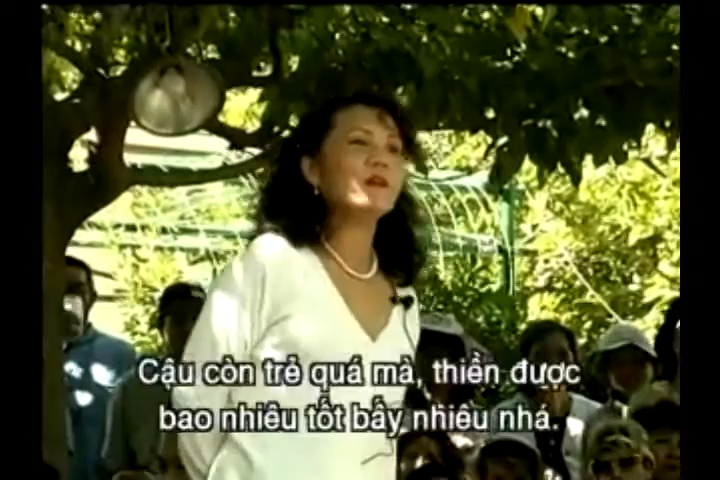 Cậu còn trẻ quá mà, thiền được
bao nhiêu tốt bấy nhiêu nhá.